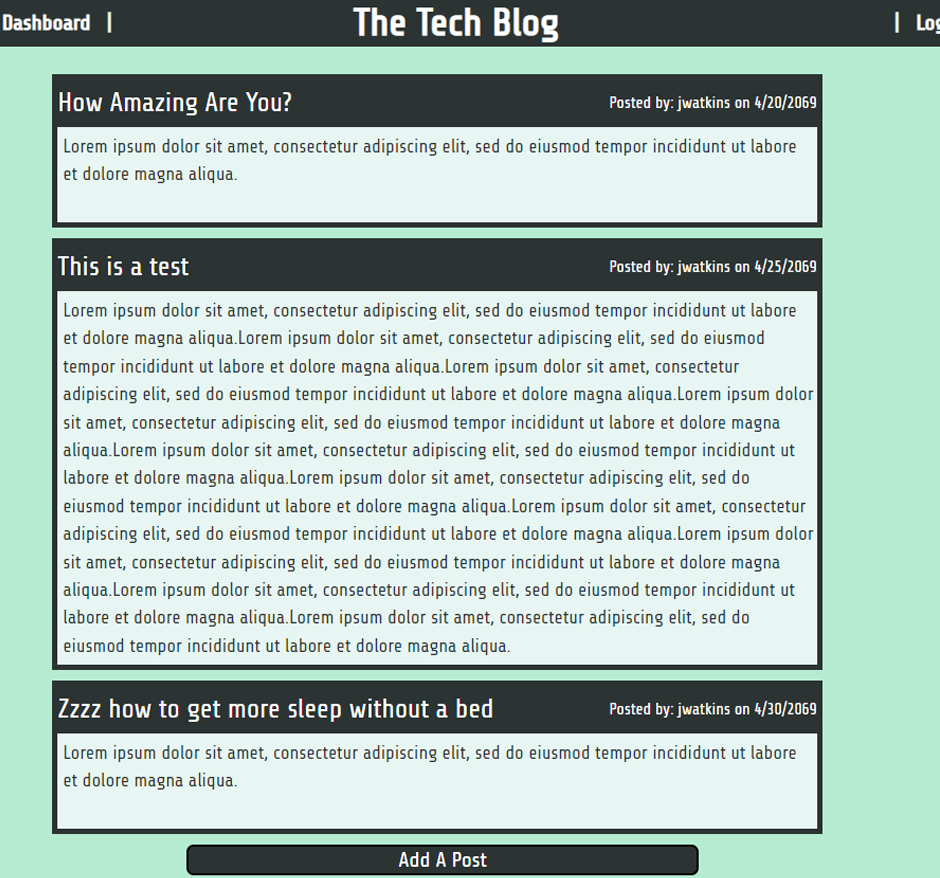 Dashboard | The Tech Blog | Log
How Amazing Are You? Posted by: jwatkins on 4/20/2069
Lorem ipsum dolor sit amet, consectetur adipiscing elit, sed do eiusmod tempor incididunt ut labore
et dolore magna aliqua.
This is a test Posted by: jwatkins on 4/25/2069
Lorem ipsum dolor sit amet, consectetur adipiscing elit, sed do eiusmod tempor incididunt ut labore
et dolore magna aliqua.Lorem ipsum dolor sit amet, consectetur adipiscing elit, sed do eiusmod
tempor incididunt ut labore et dolore magna aliqua.Lorem ipsum dolor sit amet, consectetur
adipiscing elit, sed do eiusmod tempor incididunt ut labore et dolore magna aliqua.Lorem ipsum dolor
sit amet, consectetur adipiscing elit, sed do eiusmod tempor incididunt ut labore et dolore magna
aliqua.Lorem ipsum dolor sit amet, consectetur adipiscing elit, sed do eiusmod tempor incididunt ut
labore et dolore magna aliqua.Lorem ipsum dolor sit amet, consectetur adipiscing elit, sed do
eiusmod tempor incididunt ut labore et dolore magna aliqua.Lorem ipsum dolor sit amet, consectetur
adipiscing elit, sed do eiusmod tempor incididunt ut labore et dolore magna aliqua.Lorem ipsum dolor
sit amet, consectetur adipiscing elit, sed do eiusmod tempor incididunt ut labore et dolore magna
aliqua.Lorem ipsum dolor sit amet, consectetur adipiscing elit, sed do eiusmod tempor incididunt ut
labore et dolore magna aliqua.Lorem ipsum dolor sit amet, consectetur adipiscing elit, sed do
eiusmod tempor incididunt ut labore et dolore magna aliqua.
Zzzz how to get more sleep without a bed Posted by: jwatkins on 4/30/2069
Lorem ipsum dolor sit amet, consectetur adipiscing elit, sed do eiusmod tempor incididunt ut labore
et dolore magna aliqua.
Add A Post